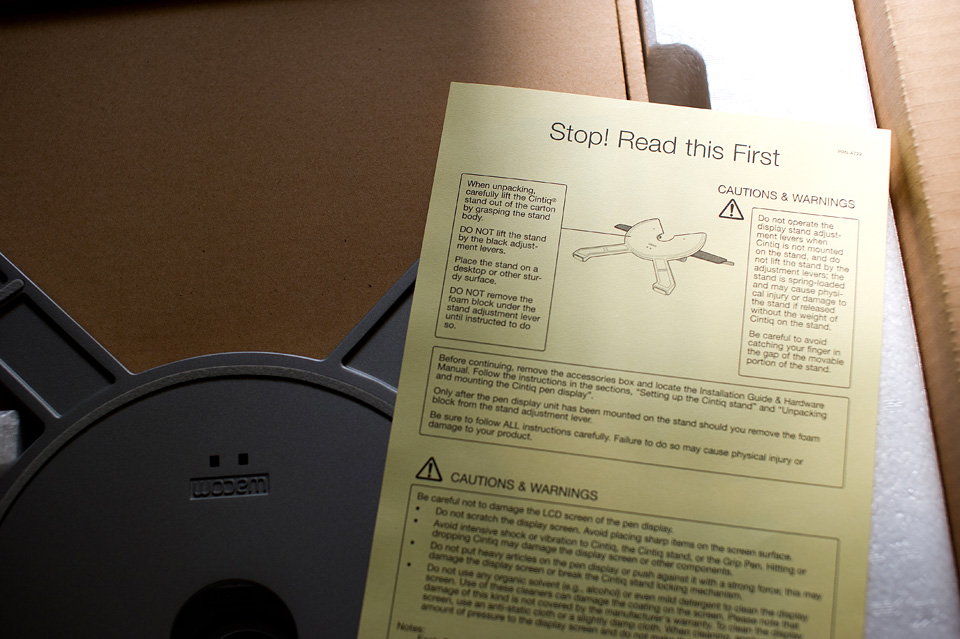 Stop! Read this First
When unpacking,
carefully lift the Cintiq®
stand out of the carton
by grasping the stand
body.
DO NOT lift the stand
by the black adjust-
ment levers.
Place the stand on a
desktop or other stur-
dy surface.
DO NOT remove the
foam block under the
stand adjustment lever
until instructed to do
so.
CAUTIONS & WARNINGS
Do not operate the
display stand adjust-
ment levers when
Cintiq is not mounted
on the stand, and do
not lift the stand by the
adjustment levers; the
stand is spring-loaded
and may cause physi-
cal injury or damage to
the stand if released
without the weight of
Cintiq on the stand.
Be careful to avoid
catching your finger in
the gap of the movable
portion of the stand.
Before continuing, remove the accessories box and locate the Installation Guide & Hardware
Manual. Follow the instructions in the sections, "Setting up the Cintiq stand" and "Unpacking
and mounting the Cintiq pen display".
Only after the pen display unit has been mounted on the stand should you remove the foam
block from the stand adjustment lever.
Be sure to follow ALL instructions carefully. Failure to do so may cause physical injury or
damage to your product.
CAUTIONS & WARNINGS
Be careful not to damage the LCD screen of the pen display.
• Do not scratch the display screen. Avoid placing sharp items on the screen surface.
• Avoid intensive shock or vibration to Cintiq, the Cintiq stand, or the Grip Pen. Hitting or
dropping Cintiq may damage the display screen or other components.
• Do not put heavy articles on the pen display or push against it with a strong force; this may
damage the display screen or break the Cintiq stand locking mechanism.
• Do not use any organic solvent (e.g., alcohol) or even mild detergent to clean the display
screen. Use of these cleaners can damage the coating on the screen. Please note that
damage of this kind is not covered by the manufacturer's warranty. To clean the display
screen, use an anti-static cloth or a slightly damp cloth. When cleaning,
amount of pressure to the display screen and do not
Notes:
wacom